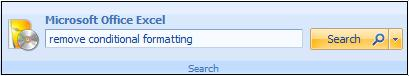 Microsoft Office Excel
remove conditional formatting
Search
Search